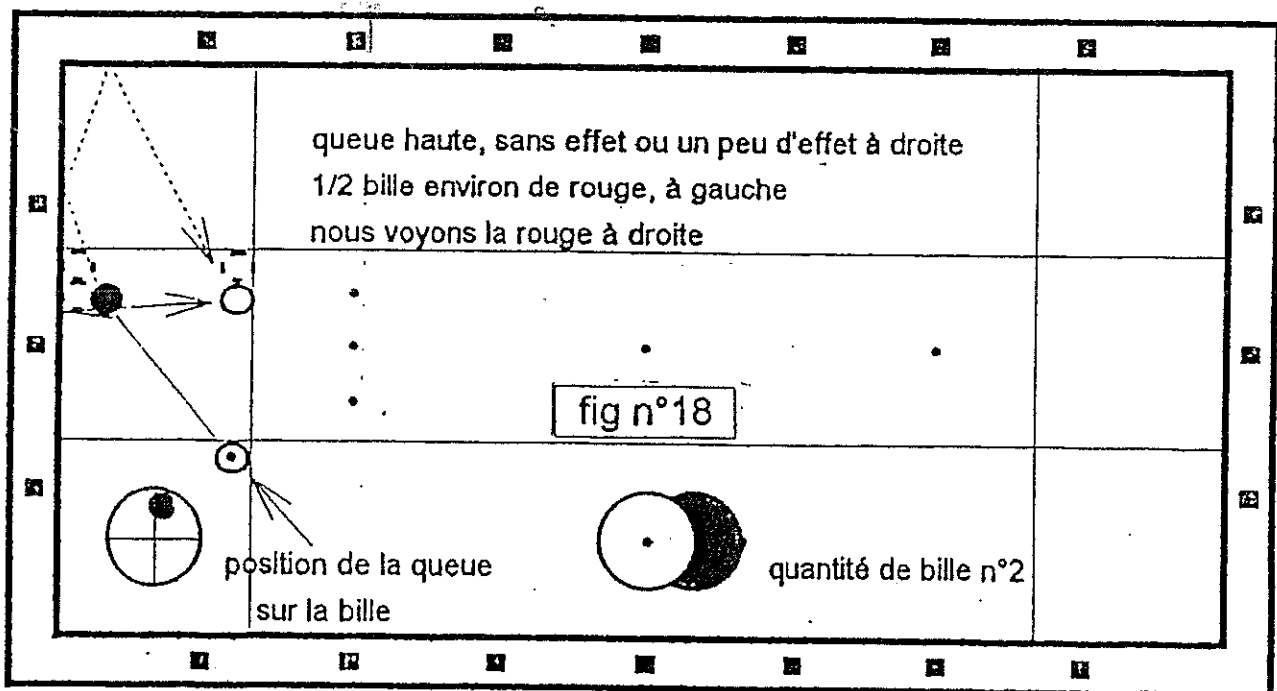 queue haute, sans effet ou un peu d'effet à droite
1/2 bille environ de rouge, à gauche
nous voyons la rouge à droite
fig n°18
position de la queue
sur la bille
quantité de bille n°2